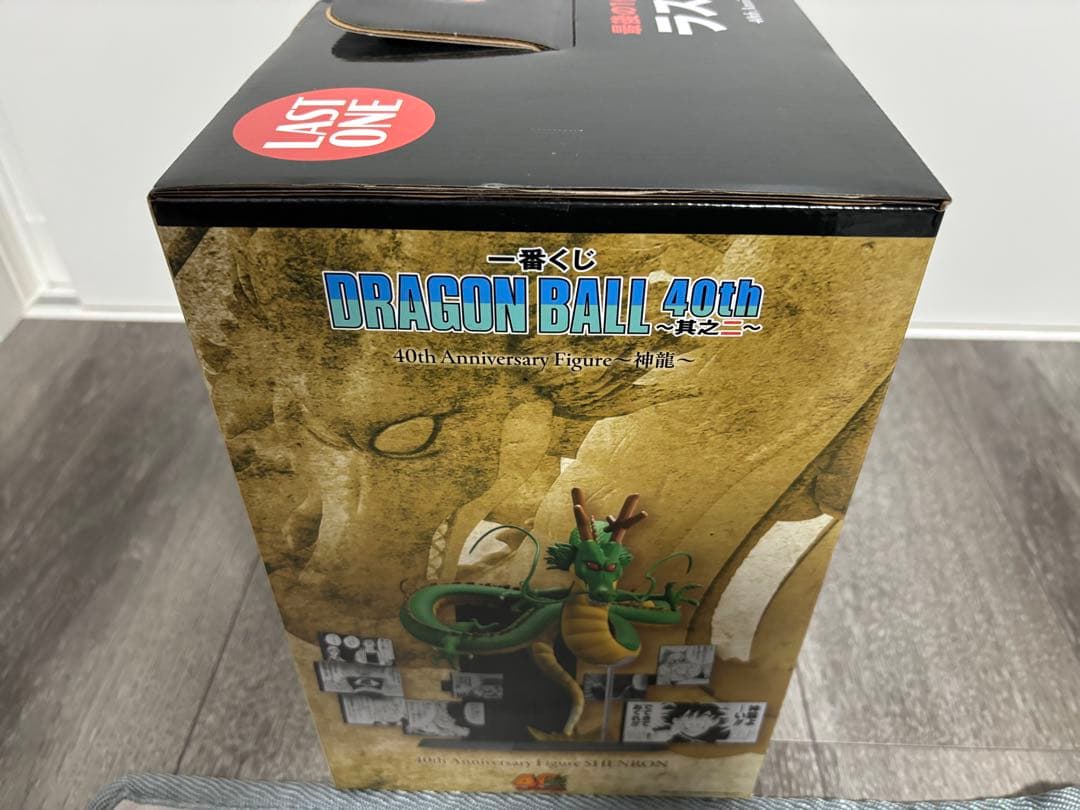 LAST
ONE
一番くじ
DRAGON BALL 40th
~其之二~
40th Anniversary Figure~神龍~
40th Anniversary Figure SHENRON